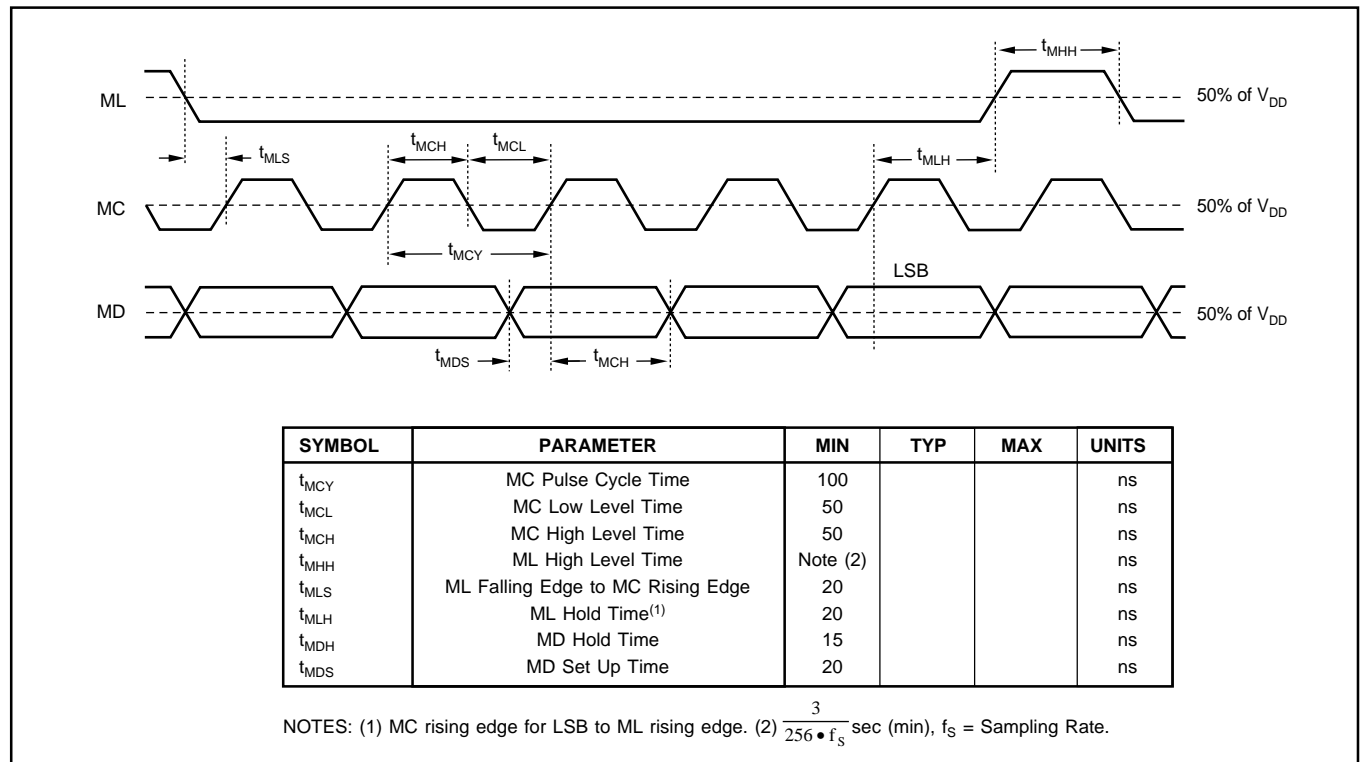 tMHH
ML
50% of VDD
tMLS
tMCH
tMCL
tMLH
MC
50% of VDD
tMCY
LSB
MD
50% of VDD
tMDS
tMCH
SYMBOL PARAMETER MIN TYP MAX UNITS
tMCY MC Pulse Cycle Time 100 ns
tMCL MC Low Level Time 50 ns
tMCH MC High Level Time 50 ns
tMHH ML High Level Time Note (2) ns
tMLS ML Falling Edge to MC Rising Edge 20 ns
tMLH ML Hold Time(1) 20 ns
tMDH MD Hold Time 15 ns
tMDS MD Set Up Time 20 ns
NOTES: (1) MC rising edge for LSB to ML rising edge. (2) 3/256 • fS sec (min), fS = Sampling Rate.